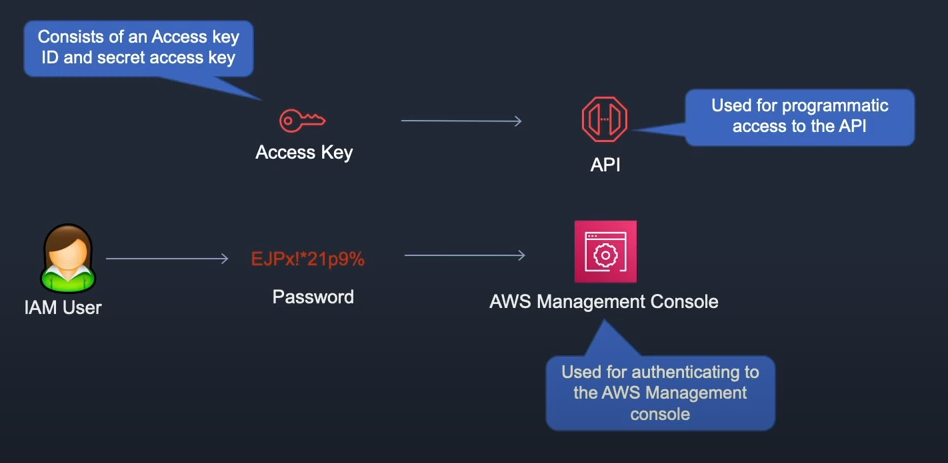 Consists of an Access key
ID and secret access key
Access Key
API
Used for programmatic
access to the API
IAM User
EJPx!*21p9%
Password
AWS Management Console
Used for authenticating to
the AWS Management
console